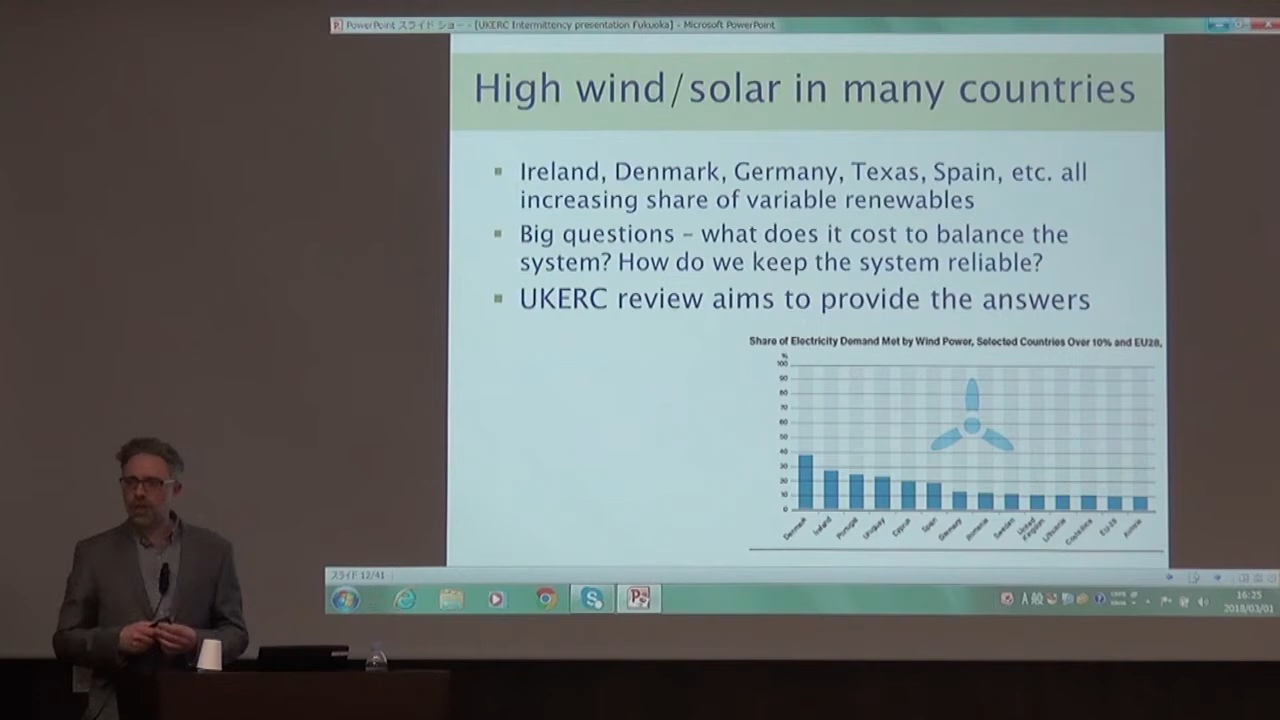 PowerPoint スライド ショー - [UKERC Intermittency presentation Fukuoka] - Microsoft PowerPoint
High wind/solar in many countries
Ireland, Denmark, Germany, Texas, Spain, etc. all
increasing share of variable renewables
Big questions – what does it cost to balance the
system? How do we keep the system reliable?
UKERC review aims to provide the answers
Share of Electricity Demand Met by Wind Power, Selected Countries Over 10% and EU28,
%
100
90
80
70
60
50
40
30
20
10
0
Denmark
Ireland
Portugal
Uruguay
Cyprus
Spain
Germany
Romania
Sweden
United
Kingdom
Lithuania
Costa Rica
EU-28
Austria
スライド 12/41
A 般
16:25
2018/03/01